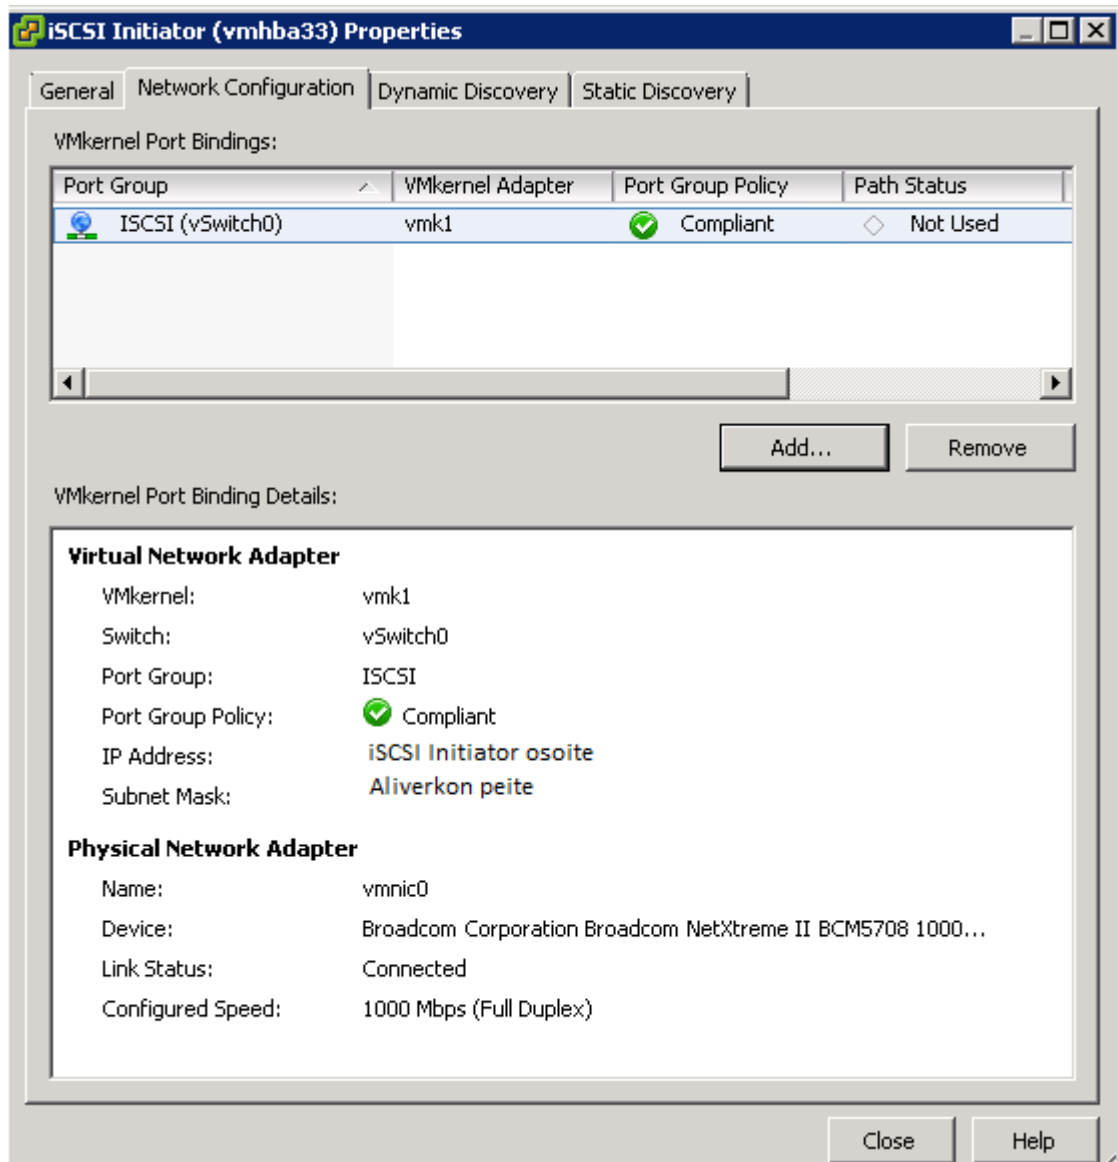 iSCSI Initiator (vmhba33) Properties
General Network Configuration Dynamic Discovery Static Discovery
VMkernel Port Bindings:
Port Group VMkernel Adapter Port Group Policy Path Status
ISCSI (vSwitch0) vmk1 Compliant Not Used
Add... Remove
VMkernel Port Binding Details:
Virtual Network Adapter
VMkernel: vmk1
Switch: vSwitch0
Port Group: ISCSI
Port Group Policy: Compliant
IP Address: iSCSI Initiator osoite
Subnet Mask: Aliverkon peite
Physical Network Adapter
Name: vmnic0
Device: Broadcom Corporation Broadcom NetXtreme II BCM5708 1000...
Link Status: Connected
Configured Speed: 1000 Mbps (Full Duplex)
Close Help